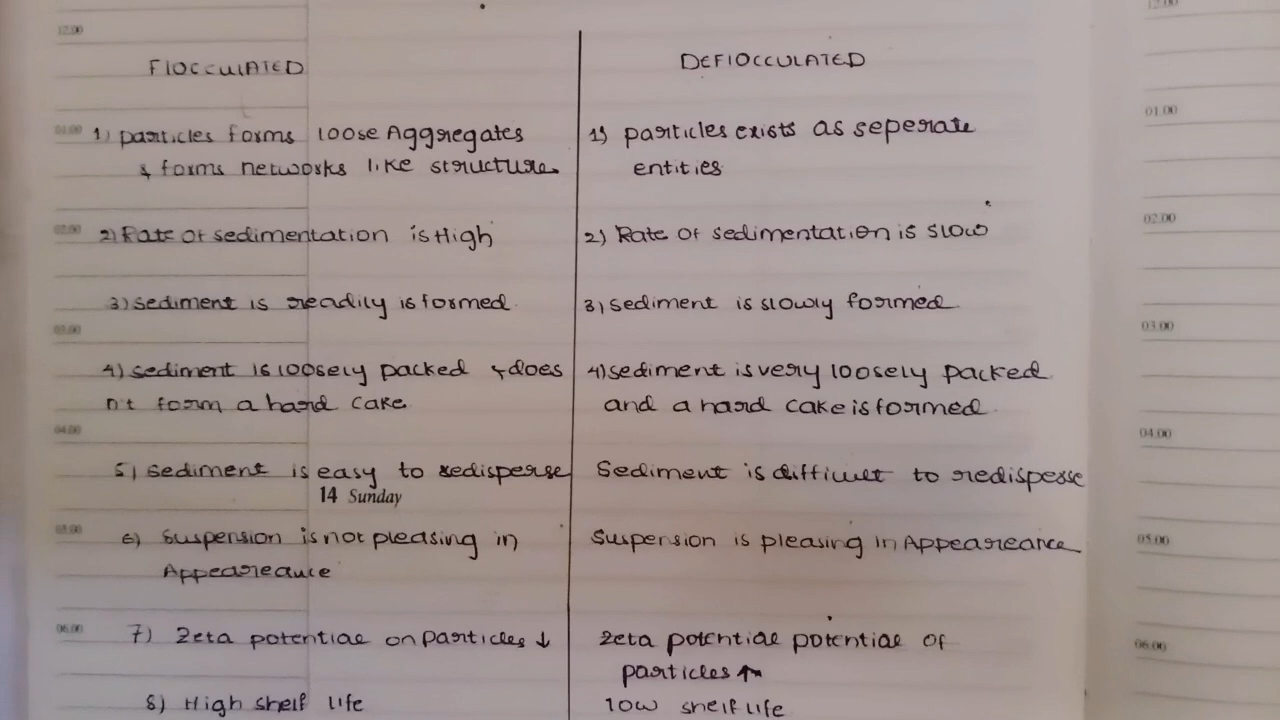 12.00
12.00
FlOCCulATED
DEFlOCCULATED
01.00
01.00
1) particles forms loose Aggregates
& forms networks like structure.
1) particles exists as seperate
entities
02.00
02.00
2) Rate of sedimentation is High
2) Rate of sedimentation is slow
3) sediment is readily is formed.
3) sediment is slowly formed
03.00
03.00
4) sediment is loosely packed & does
n't form a hard cake.
4) sediment is very loosely packed
and a hard cake is formed.
04.00
04.00
5) sediment is easy to redisperse
Sediment is difficult to redisperse
14 Sunday
05.00
05.00
6) Suspension is not pleasing in
Appeareance
Suspension is pleasing in Appeareance
06.00
06.00
7) Zeta potential on particles ↓
Zeta potential potential of
particles ↑
8) High shelf life
low shelf life